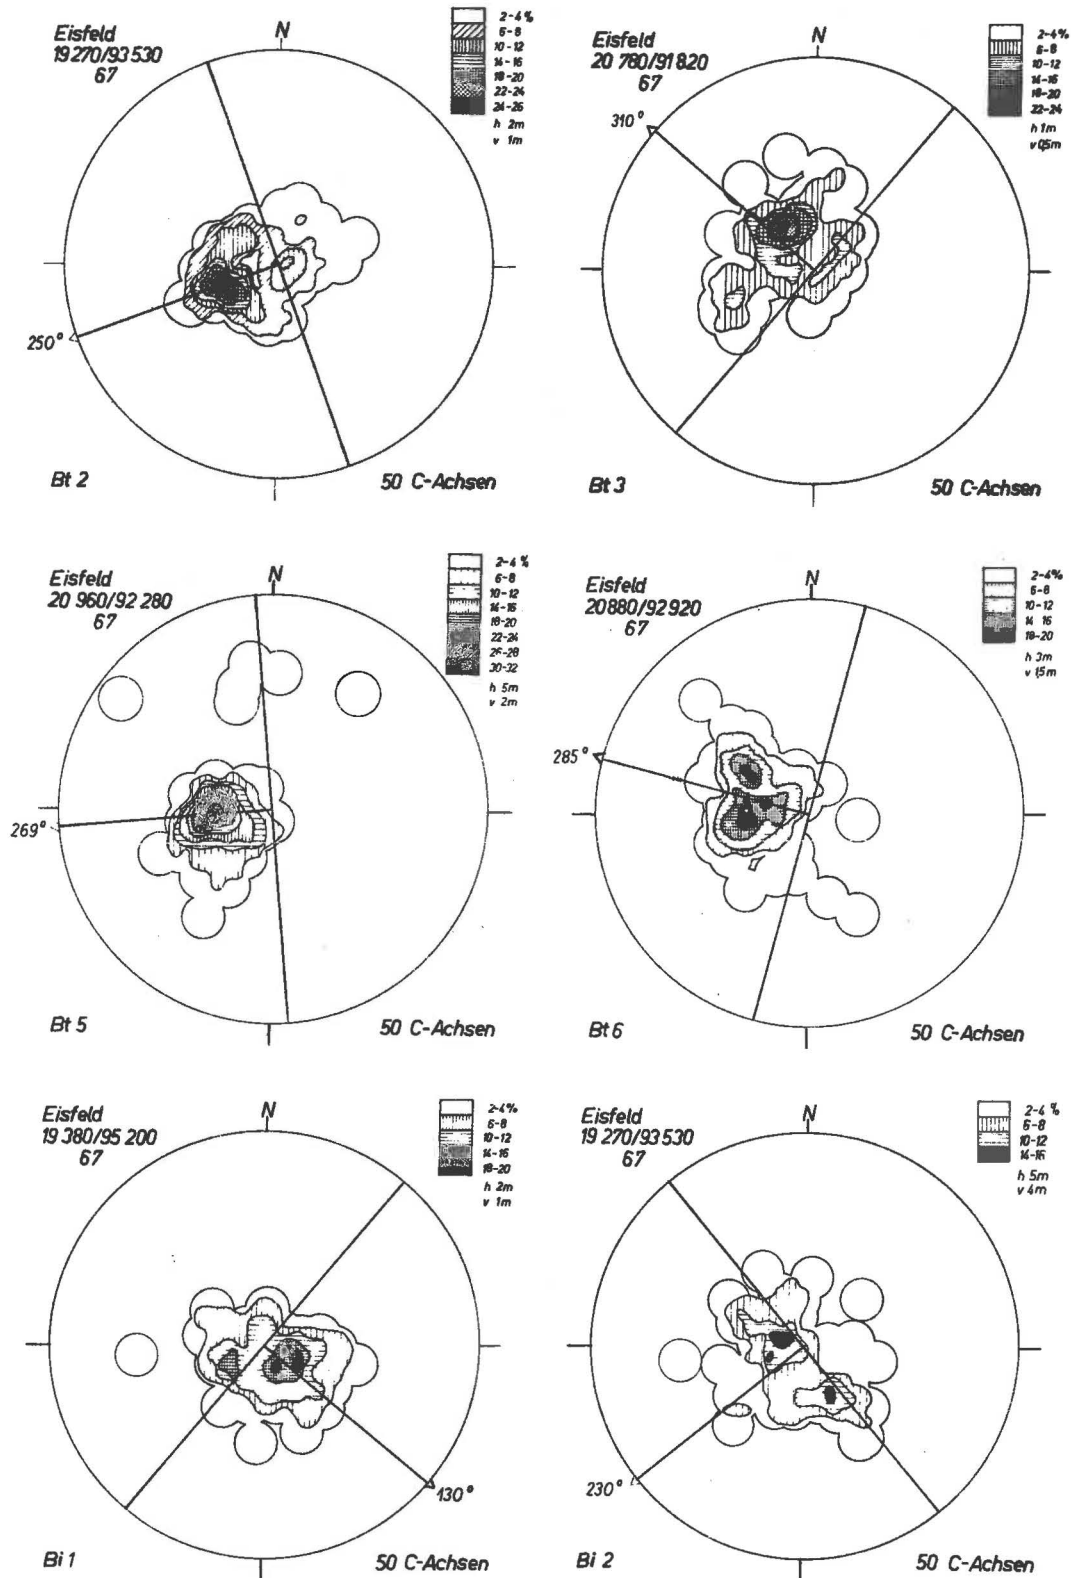 Eisfeld
19 270/93 530
67
N
2-4%
6-8
10-12
14-16
18-20
22-24
24-26
h 2m
v 1m
250°
Bt 2
50 C-Achsen
Eisfeld
20 780/91 820
67
N
2-4%
6-8
10-12
14-16
18-20
22-24
h 1m
v 0,5m
310°
Bt 3
50 C-Achsen
Eisfeld
20 960/92 280
67
N
2-4%
6-8
10-12
14-16
18-20
22-24
26-28
30-32
h 5m
v 2m
269°
Bt 5
50 C-Achsen
Eisfeld
20 880/92 920
67
N
2-4%
6-8
10-12
14 16
18-20
h 3m
v 1,5m
285°
Bt 6
50 C-Achsen
Eisfeld
19 380/95 200
67
N
2-4%
6-8
10-12
14-16
18-20
h 2m
v 1m
130°
Bi 1
50 C-Achsen
Eisfeld
19 270/93 530
67
N
2-4 %
6-8
10-12
14-16
h 5m
v 4m
230°
Bi 2
50 C-Achsen